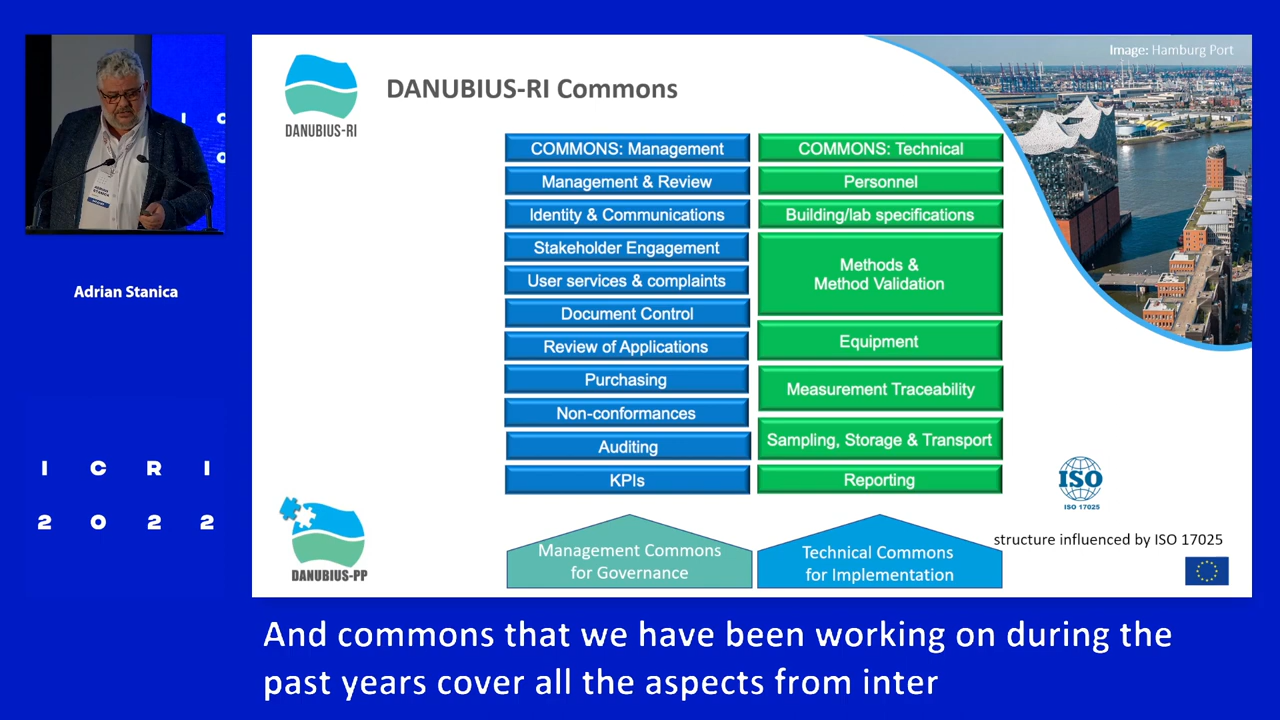 Image: Hamburg Port
DANUBIUS-RI
DANUBIUS-RI Commons
COMMONS: Management
Management & Review
Identity & Communications
Stakeholder Engagement
User services & complaints
Document Control
Review of Applications
Purchasing
Non-conformances
Auditing
KPIs
Management Commons
for Governance
COMMONS: Technical
Personnel
Building/lab specifications
Methods &
Method Validation
Equipment
Measurement Traceability
Sampling, Storage & Transport
Reporting
Technical Commons
for Implementation
ISO
ISO 17025
structure influenced by ISO 17025
DANUBIUS-PP
I C
O
ADRIAN
STANICA
Adrian Stanica
I C R I
2 0 2 2
And commons that we have been working on during the
past years cover all the aspects from inter